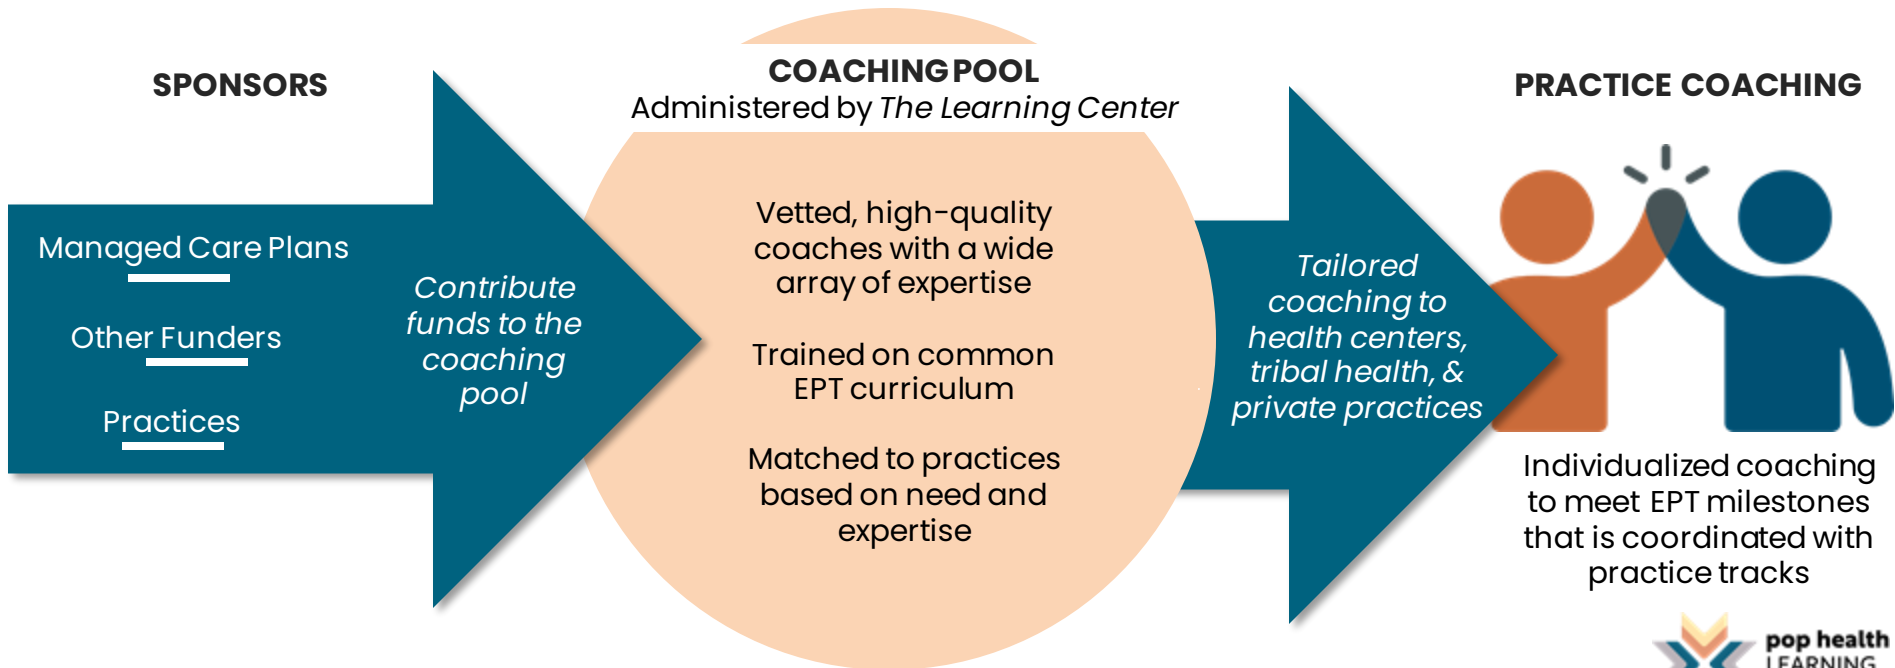 SPONSORS
Managed Care Plans
Other Funders
Practices
Contribute
funds to the
coaching
pool
COACHING POOL
Administered by The Learning Center
Vetted, high-quality
coaches with a wide
array of expertise
Trained on common
EPT curriculum
Matched to practices
based on need and
expertise
Tailored
coaching to
health centers,
tribal health, &
private practices
PRACTICE COACHING
Individualized coaching
to meet EPT milestones
that is coordinated with
practice tracks
pop health
LEARNING